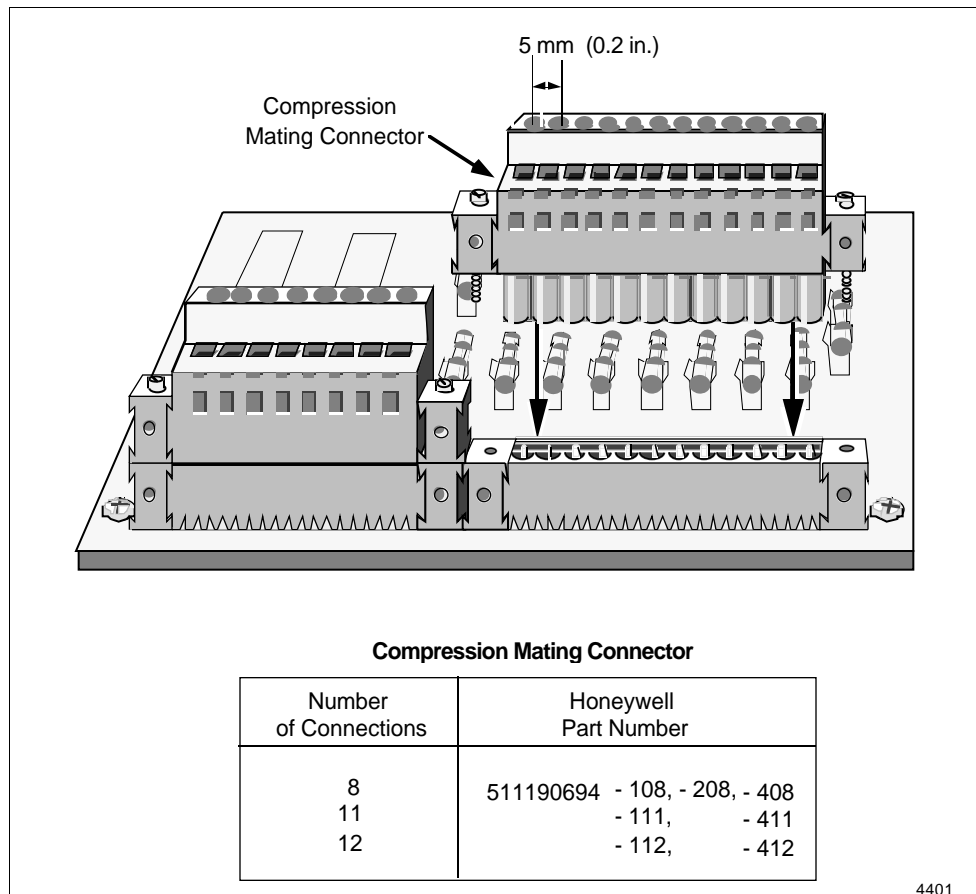 5 mm (0.2 in.)
Compression
Mating Connector
Compression Mating Connector
Number
of Connections
Honeywell
Part Number
8 511190694 - 108, - 208, - 408
11 - 111, - 411
12 - 112, - 412
4401